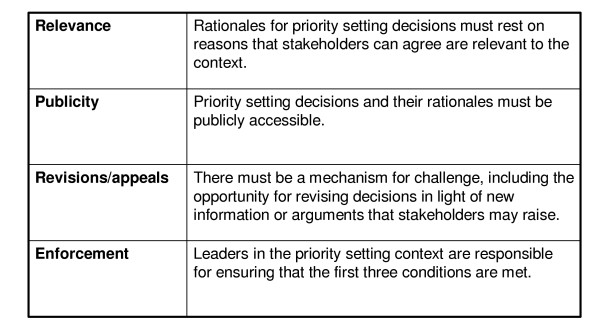 Relevance Rationales for priority setting decisions must rest on
reasons that stakeholders can agree are relevant to the
context.
Publicity Priority setting decisions and their rationales must be
publicly accessible.
Revisions/appeals There must be a mechanism for challenge, including the
opportunity for revising decisions in light of new
information or arguments that stakeholders may raise.
Enforcement Leaders in the priority setting context are responsible
for ensuring that the first three conditions are met.